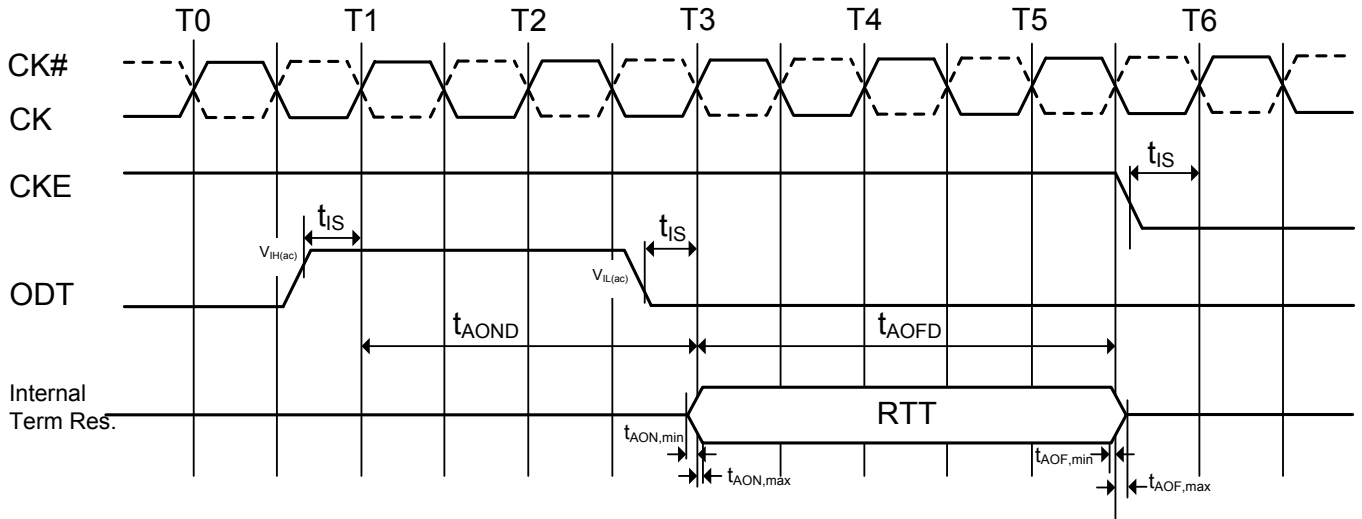 T0 T1 T2 T3 T4 T5 T6
CK#
CK
CKE
tIS
tIS
tIS
VIH(ac)
VIL(ac)
ODT
tAOND
tAOFD
Internal
Term Res.
RTT
tAON,min
tAOF,min
tAON,max
tAOF,max